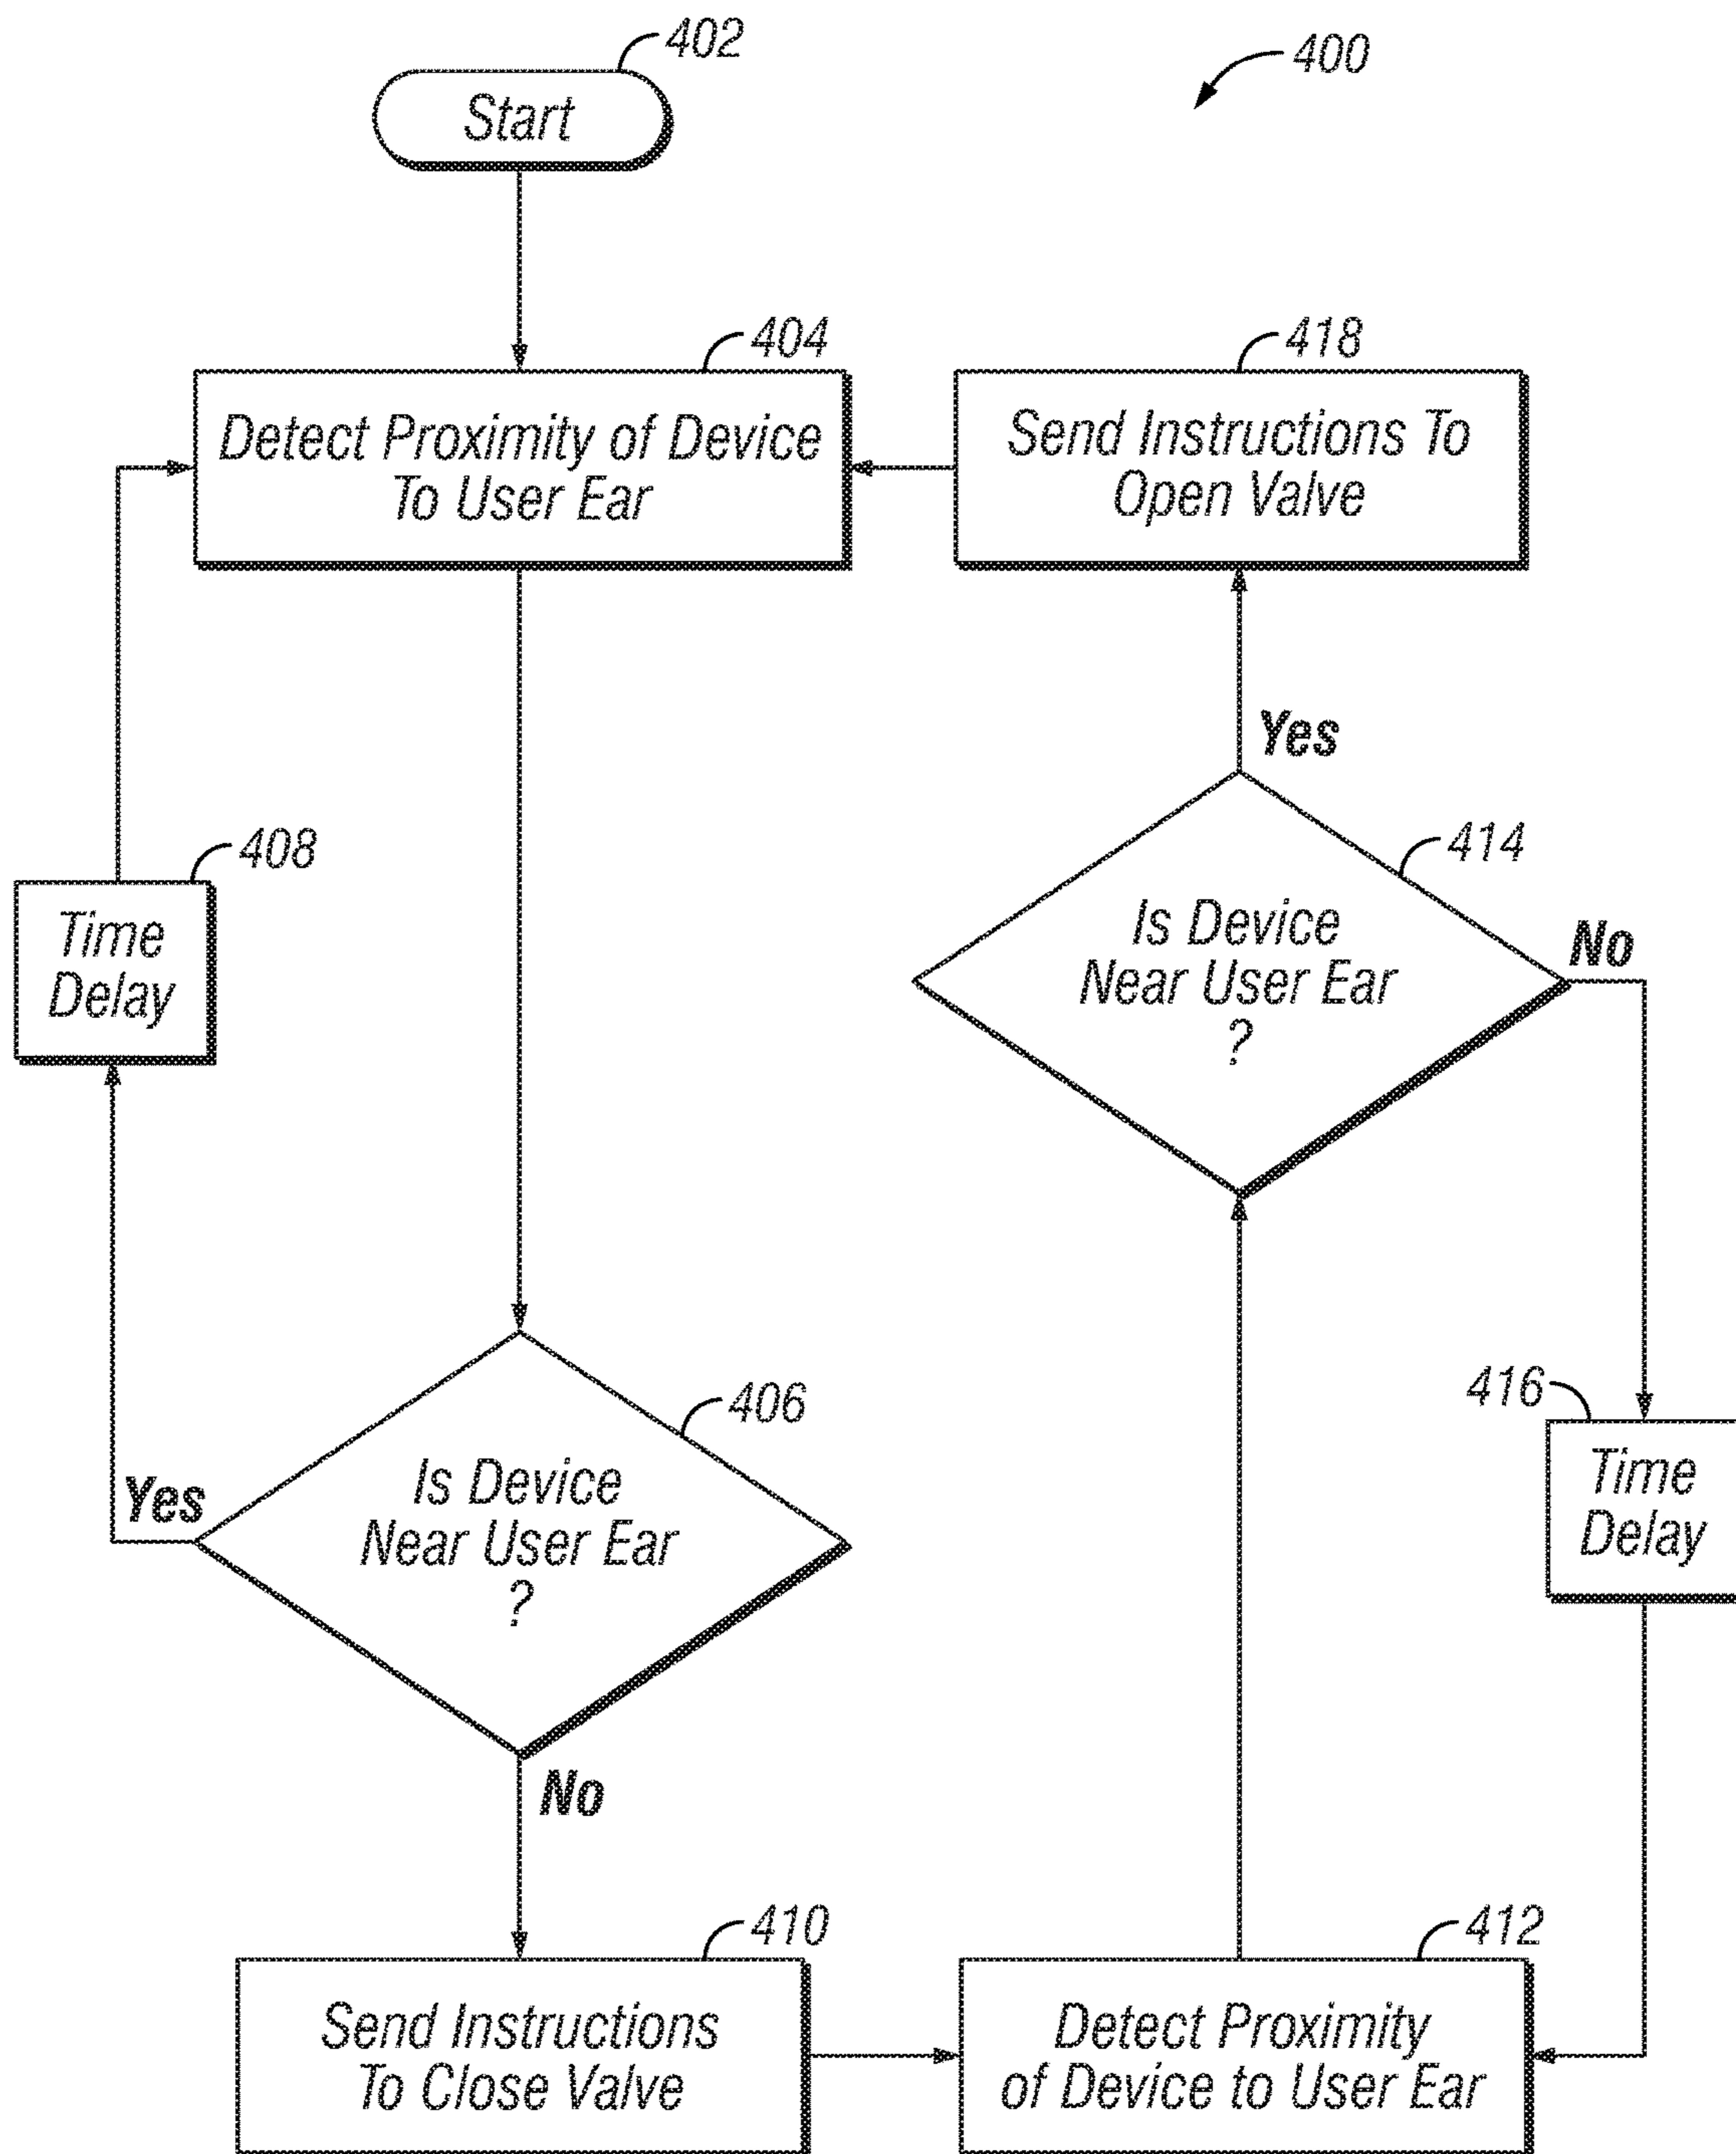 402
400
Start
404
Detect Proximity of Device
To User Ear
418
Send Instructions To
Open Valve
Yes
408
Time
Delay
414
Is Device
Near User Ear
?
No
406
Yes
Is Device
Near User Ear
?
416
Time
Delay
No
410
Send Instructions
To Close Valve
412
Detect Proximity
of Device to User Ear